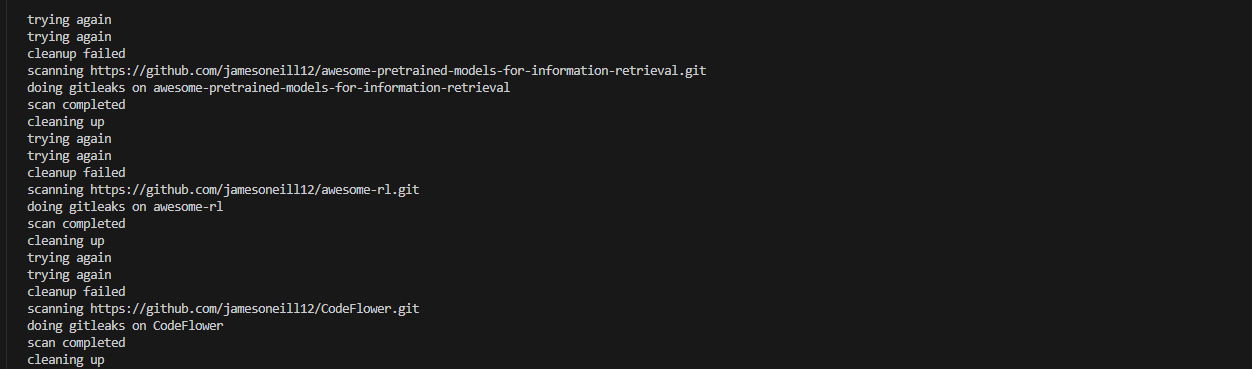 trying again
trying again
cleanup failed
scanning https://github.com/jamesoneill12/awesome-pretrained-models-for-information-retrieval.git
doing gitleaks on awesome-pretrained-models-for-information-retrieval
scan completed
cleaning up
trying again
trying again
cleanup failed
scanning https://github.com/jamesoneill12/awesome-rl.git
doing gitleaks on awesome-rl
scan completed
cleaning up
trying again
trying again
cleanup failed
scanning https://github.com/jamesoneill12/CodeFlower.git
doing gitleaks on CodeFlower
scan completed
cleaning up